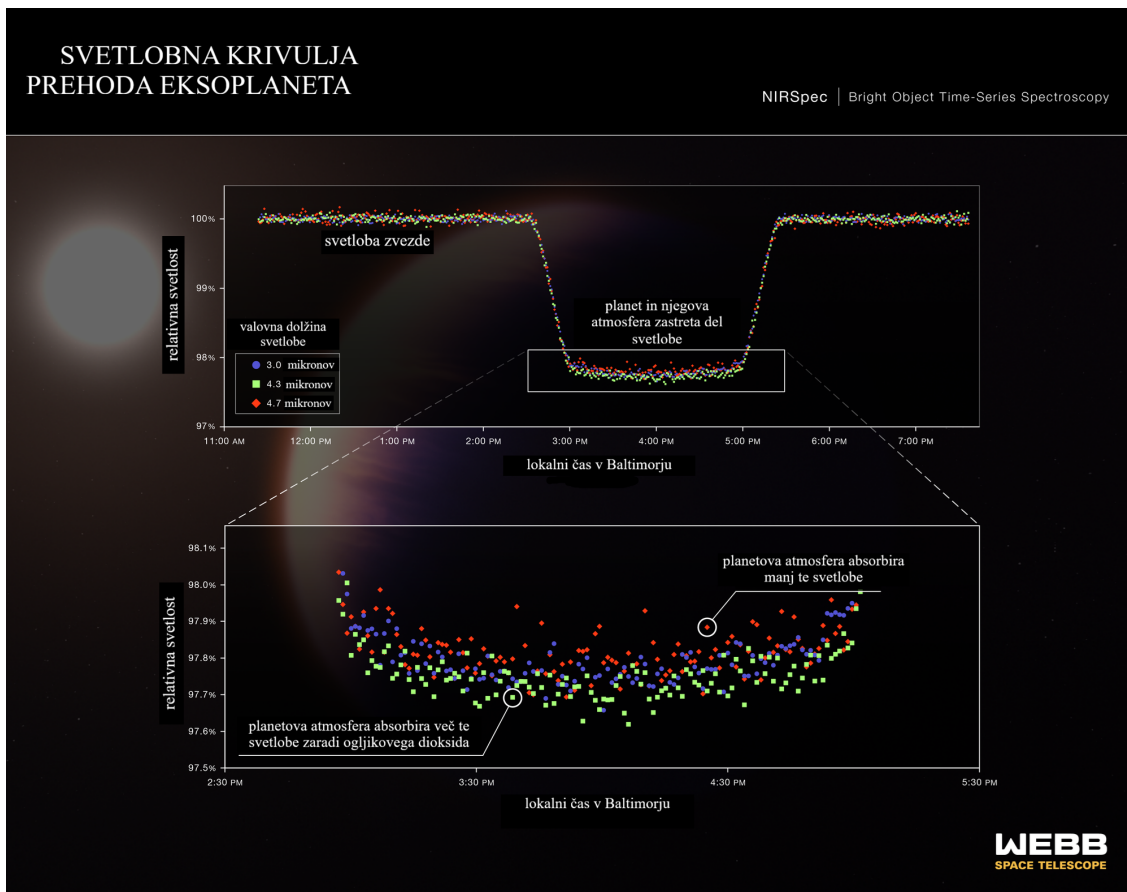 SVETLOBNA KRIVULJA
PREHODA EKSOPLANETA
NIRSpec | Bright Object Time-Series Spectroscopy
100%
99%
98%
97%
relativna svetlost
svetloba zvezde
planet in njegova
atmosfera zastreta del
svetlobe
valovna dolžina
svetlobe
3.0 mikronov
4.3 mikronov
4.7 mikronov
11:00 AM 12:00 PM 1:00 PM 2:00 PM 3:00 PM 4:00 PM 5:00 PM 6:00 PM 7:00 PM
lokalni čas v Baltimorju
98.1%
98.0%
97.9%
97.8%
97.7%
97.6%
97.5%
relativna svetlost
planetova atmosfera absorbira
manj te svetlobe
planetova atmosfera absorbira več te
svetlobe zaradi ogljikovega dioksida
2:30 PM 3:30 PM 4:30 PM 5:30 PM
lokalni čas v Baltimorju
WEBB
SPACE TELESCOPE